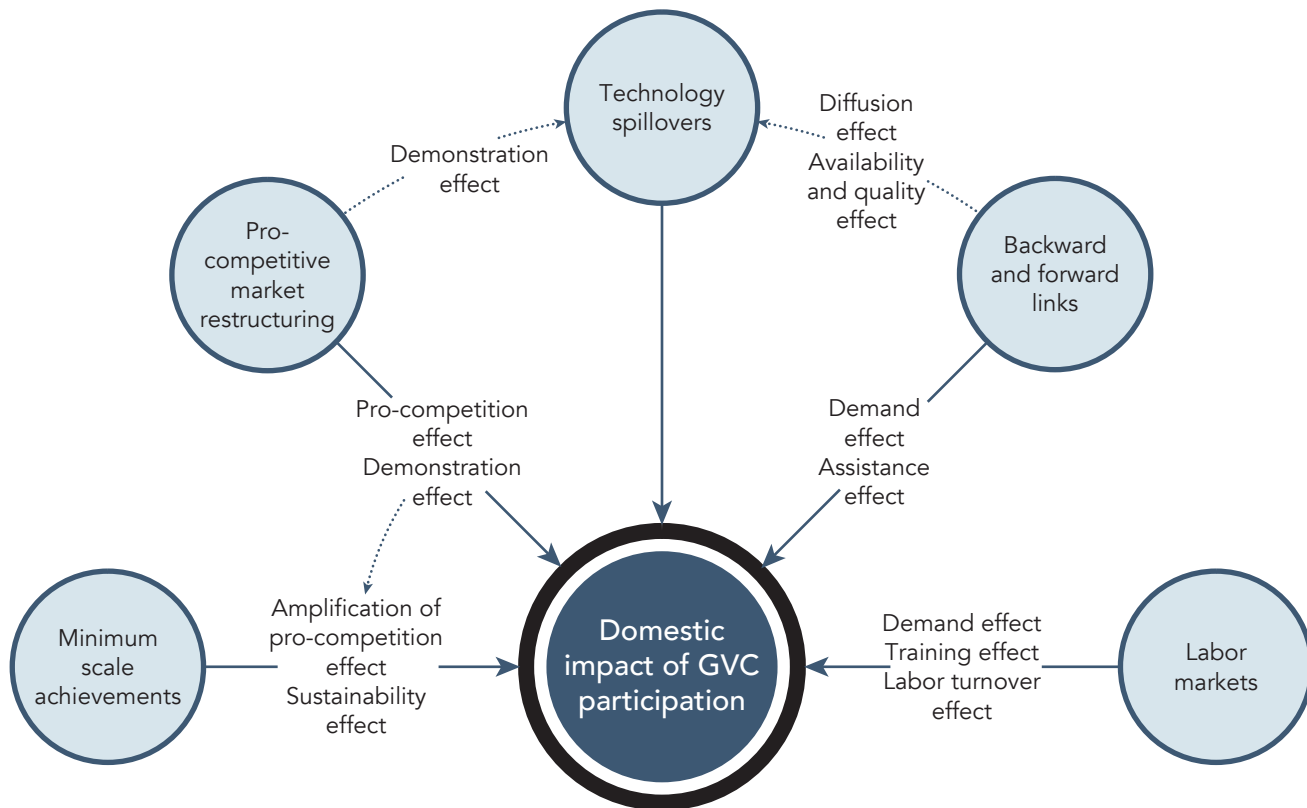 Technology
spillovers
Demonstration
effect
Diffusion
effect
Availability
and quality
effect
Pro-
competitive
market
restructuring
Backward
and forward
links
Pro-competition
effect
Demonstration
effect
Demand
effect
Assistance
effect
Minimum
scale
achievements
Amplification of
pro-competition
effect
Sustainability
effect
Domestic
impact of GVC
participation
Demand effect
Training effect
Labor turnover
effect
Labor
markets